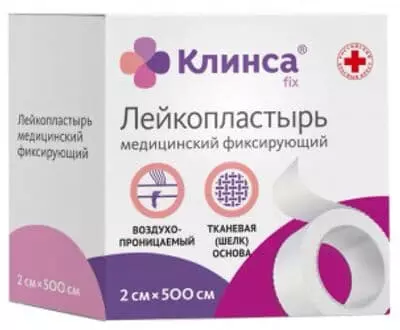 Клинса®
fix
Лейкопластырь
медицинский фиксирующий
ВОЗДУХО-
ПРОНИЦАЕМЫЙ
ТКАНЕВАЯ
(ШЕЛК)
ОСНОВА
2 см × 500 см
Лейкопластырь
медицинский
фиксирующий
2 см × 500 см